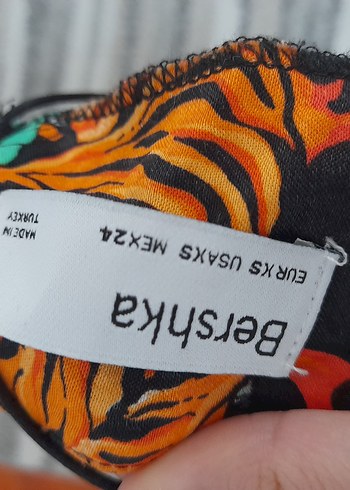 Bershka
EUR XS USA XS MEX 24
MADE IN
TURKEY